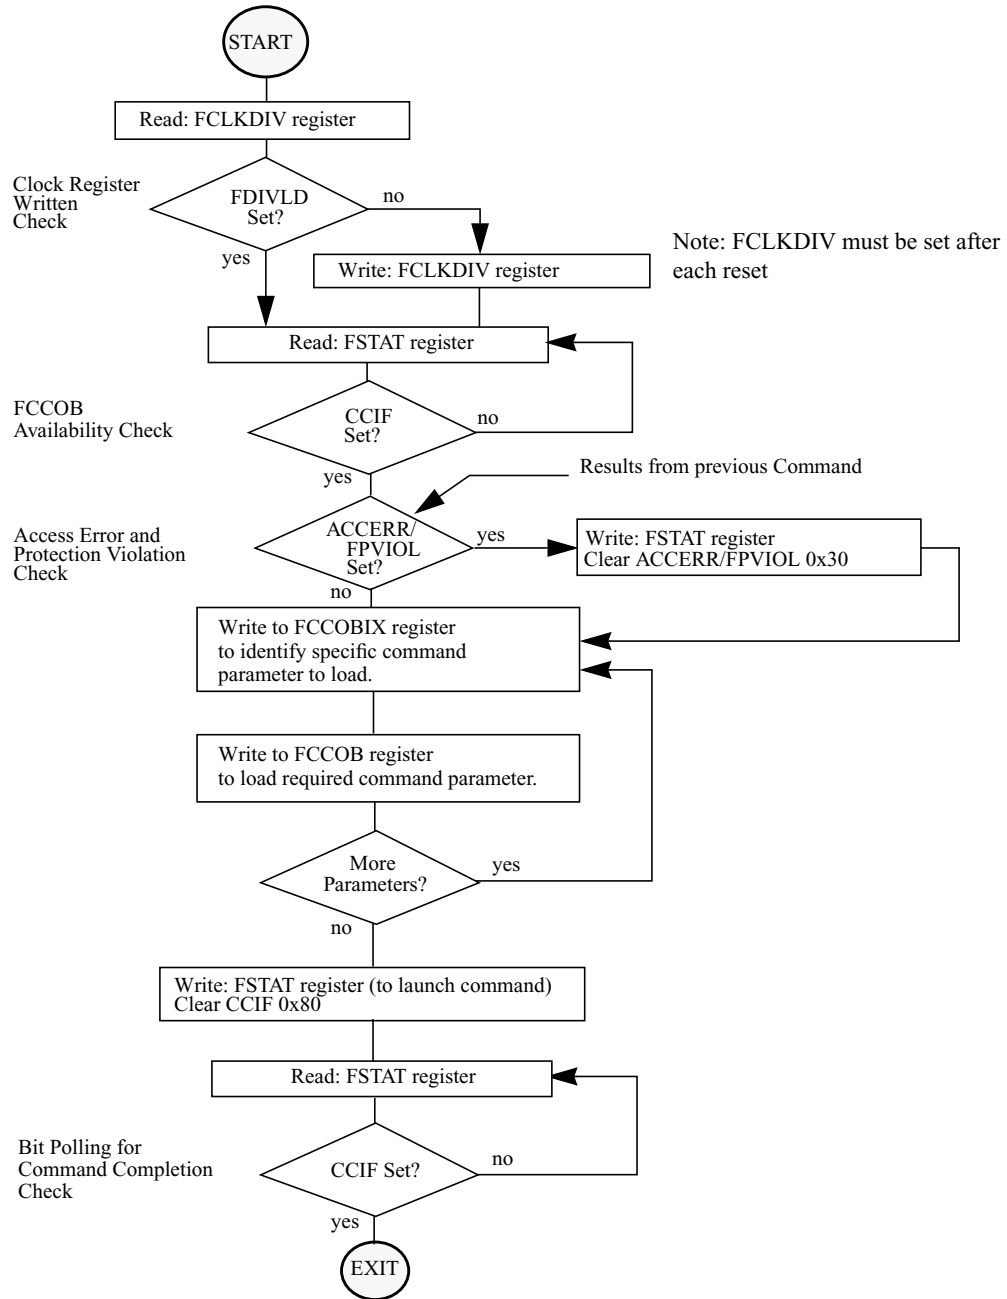 START
Read: FCLKDIV register
Clock Register
Written
Check
FDIVLD
Set?
no
yes
Write: FCLKDIV register
Note: FCLKDIV must be set after
each reset
Read: FSTAT register
FCCOB
Availability Check
CCIF
Set?
no
yes
Results from previous Command
Access Error and
Protection Violation
Check
ACCERR/
FPVIOL
Set?
yes
no
Write: FSTAT register
Clear ACCERR/FPVIOL 0x30
Write to FCCOBIX register
to identify specific command
parameter to load.
Write to FCCOB register
to load required command parameter.
More
Parameters?
yes
no
Write: FSTAT register (to launch command)
Clear CCIF 0x80
Read: FSTAT register
Bit Polling for
Command Completion
Check
CCIF Set?
no
yes
EXIT